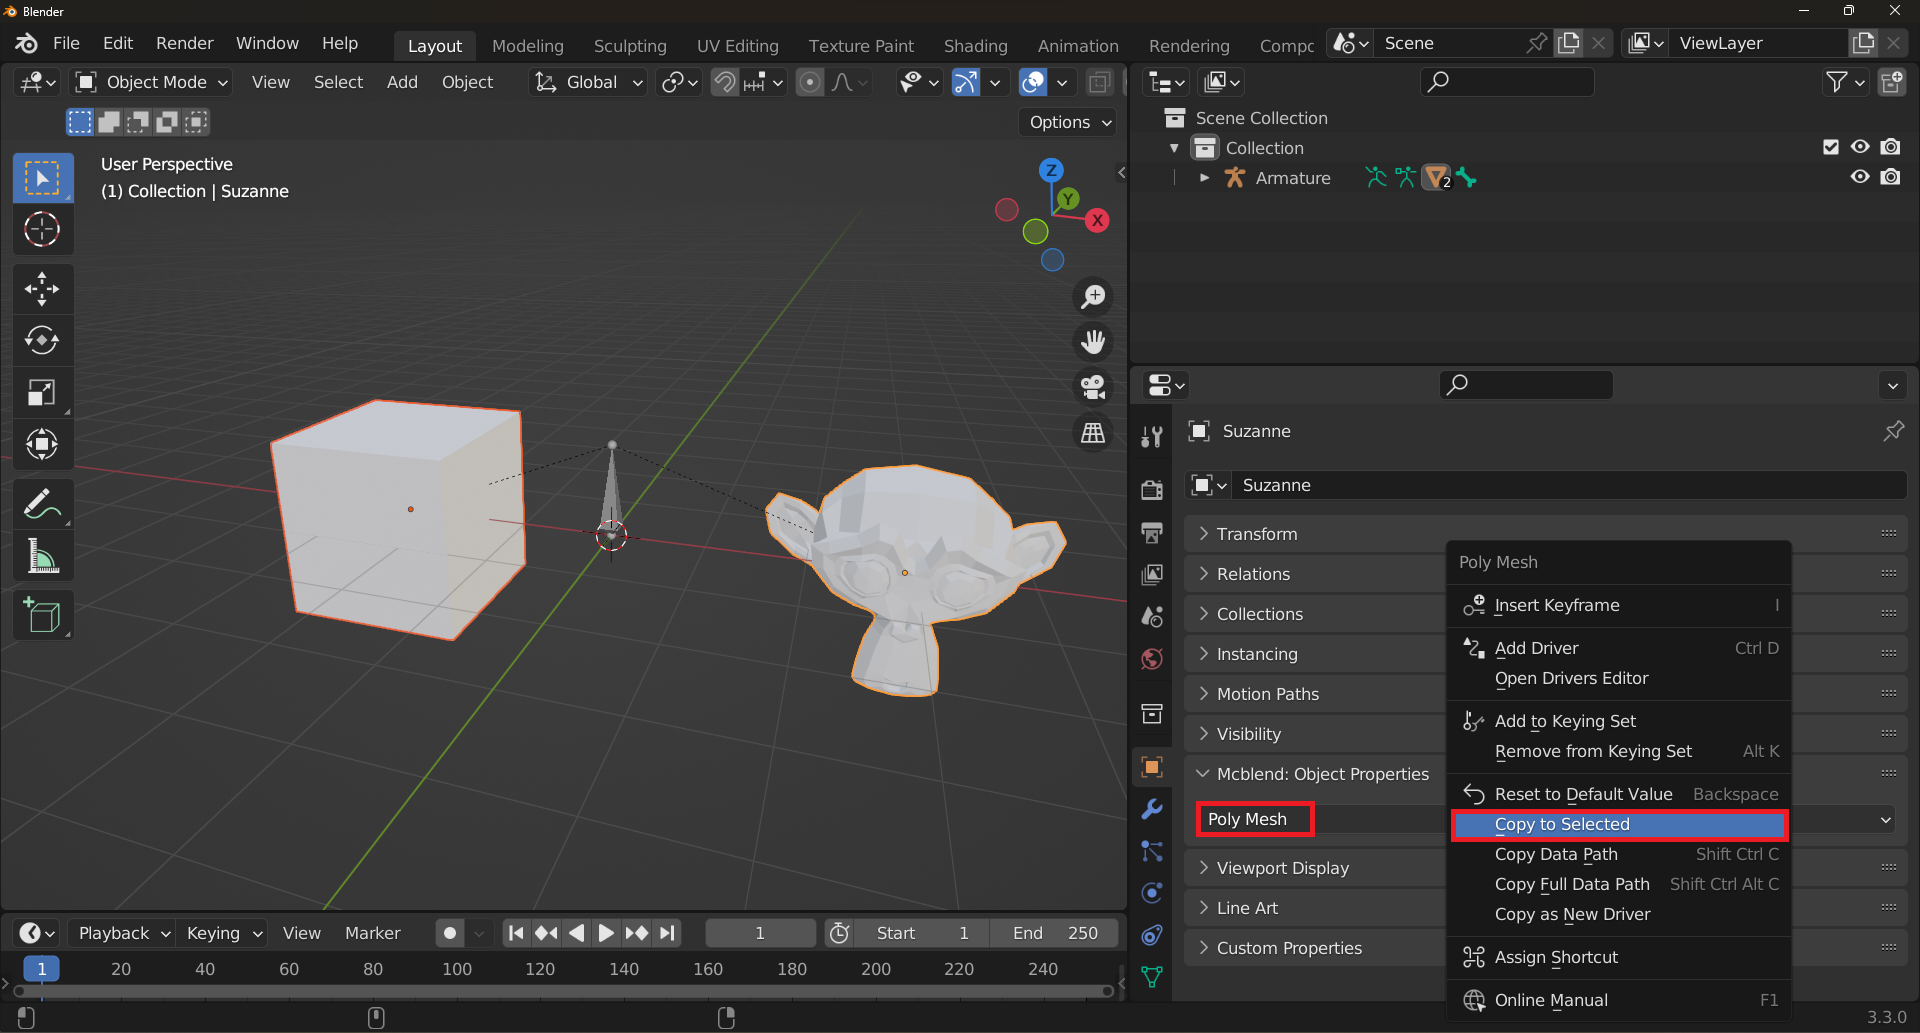 Blender
File Edit Render Window Help Layout Modeling Sculpting UV Editing Texture Paint Shading Animation Rendering Compo Scene ViewLayer
Object Mode View Select Add Object Global
Options
User Perspective
(1) Collection | Suzanne
Z
Y
X
Scene Collection
Collection
Armature 2
Suzanne
Suzanne
Transform
Relations
Collections
Instancing
Motion Paths
Visibility
Mcblend: Object Properties
Poly Mesh
Viewport Display
Line Art
Custom Properties
Poly Mesh
Insert Keyframe I
Add Driver Ctrl D
Open Drivers Editor
Add to Keying Set
Remove from Keying Set Alt K
Reset to Default Value Backspace
Copy to Selected
Copy Data Path Shift Ctrl C
Copy Full Data Path Shift Ctrl Alt C
Copy as New Driver
Assign Shortcut
Online Manual F1
Playback Keying View Marker 1 Start 1 End 250
1 20 40 60 80 100 120 140 160 180 200 220 240
3.3.0